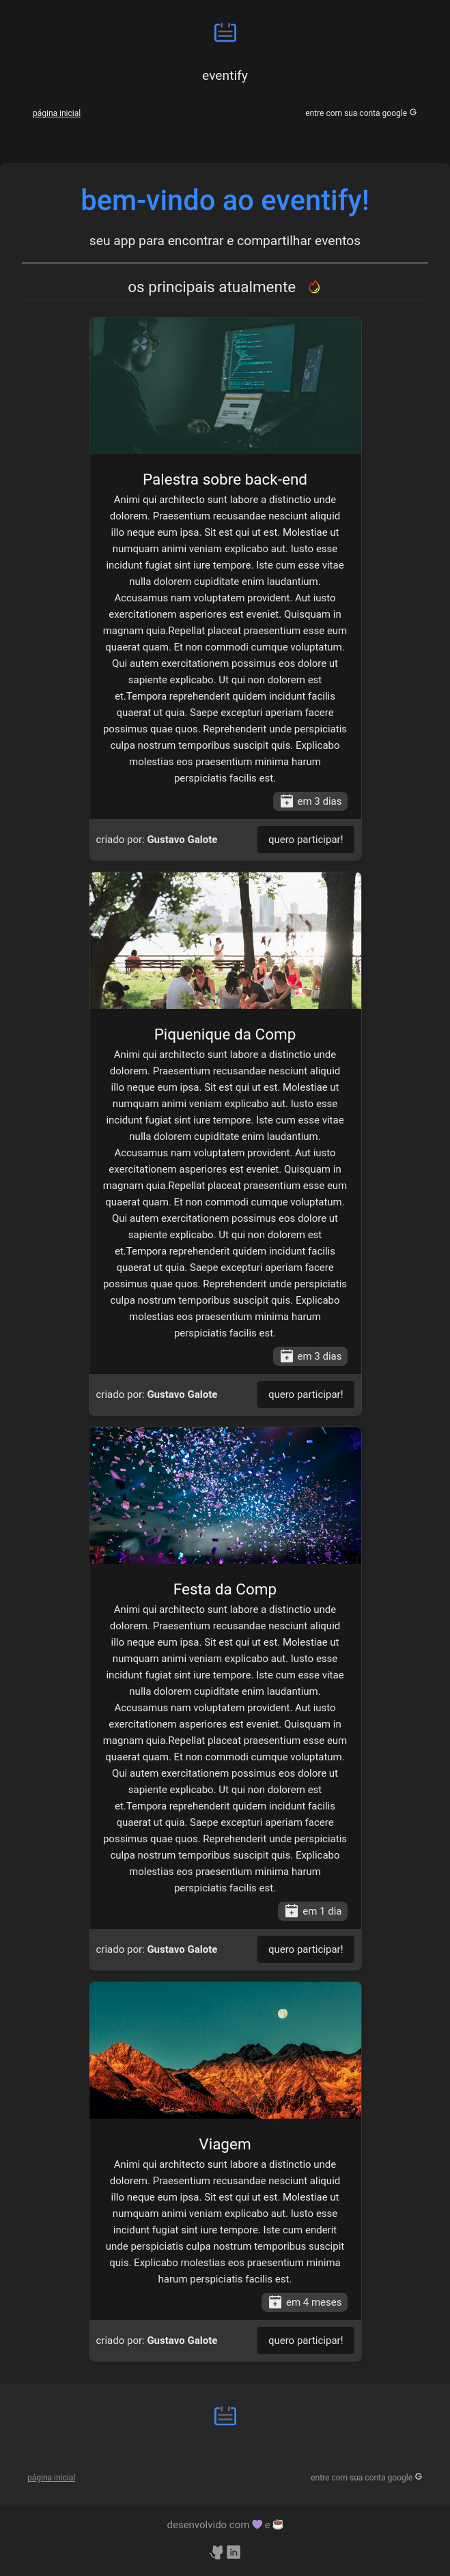 eventify
página inicial
entre com sua conta google G
bem-vindo ao eventify!
seu app para encontrar e compartilhar eventos
os principais atualmente
Palestra sobre back-end
Animi qui architecto sunt labore a distinctio unde
dolorem. Praesentium recusandae nesciunt aliquid
illo neque eum ipsa. Sit est qui ut est. Molestiae ut
numquam animi veniam explicabo aut. Iusto esse
incidunt fugiat sint iure tempore. Iste cum esse vitae
nulla dolorem cupiditate enim laudantium.
Accusamus nam voluptatem provident. Aut iusto
exercitationem asperiores est eveniet. Quisquam in
magnam quia.Repellat placeat praesentium esse eum
quaerat quam. Et non commodi cumque voluptatum.
Qui autem exercitationem possimus eos dolore ut
sapiente explicabo. Ut qui non dolorem est
et.Tempora reprehenderit quidem incidunt facilis
quaerat ut quia. Saepe excepturi aperiam facere
possimus quae quos. Reprehenderit unde perspiciatis
culpa nostrum temporibus suscipit quis. Explicabo
molestias eos praesentium minima harum
perspiciatis facilis est.
em 3 dias
criado por: Gustavo Galote
quero participar!
Piquenique da Comp
Animi qui architecto sunt labore a distinctio unde
dolorem. Praesentium recusandae nesciunt aliquid
illo neque eum ipsa. Sit est qui ut est. Molestiae ut
numquam animi veniam explicabo aut. Iusto esse
incidunt fugiat sint iure tempore. Iste cum esse vitae
nulla dolorem cupiditate enim laudantium.
Accusamus nam voluptatem provident. Aut iusto
exercitationem asperiores est eveniet. Quisquam in
magnam quia.Repellat placeat praesentium esse eum
quaerat quam. Et non commodi cumque voluptatum.
Qui autem exercitationem possimus eos dolore ut
sapiente explicabo. Ut qui non dolorem est
et.Tempora reprehenderit quidem incidunt facilis
quaerat ut quia. Saepe excepturi aperiam facere
possimus quae quos. Reprehenderit unde perspiciatis
culpa nostrum temporibus suscipit quis. Explicabo
molestias eos praesentium minima harum
perspiciatis facilis est.
em 3 dias
criado por: Gustavo Galote
quero participar!
Festa da Comp
Animi qui architecto sunt labore a distinctio unde
dolorem. Praesentium recusandae nesciunt aliquid
illo neque eum ipsa. Sit est qui ut est. Molestiae ut
numquam animi veniam explicabo aut. Iusto esse
incidunt fugiat sint iure tempore. Iste cum esse vitae
nulla dolorem cupiditate enim laudantium.
Accusamus nam voluptatem provident. Aut iusto
exercitationem asperiores est eveniet. Quisquam in
magnam quia.Repellat placeat praesentium esse eum
quaerat quam. Et non commodi cumque voluptatum.
Qui autem exercitationem possimus eos dolore ut
sapiente explicabo. Ut qui non dolorem est
et.Tempora reprehenderit quidem incidunt facilis
quaerat ut quia. Saepe excepturi aperiam facere
possimus quae quos. Reprehenderit unde perspiciatis
culpa nostrum temporibus suscipit quis. Explicabo
molestias eos praesentium minima harum
perspiciatis facilis est.
em 1 dia
criado por: Gustavo Galote
quero participar!
Viagem
Animi qui architecto sunt labore a distinctio unde
dolorem. Praesentium recusandae nesciunt aliquid
illo neque eum ipsa. Sit est qui ut est. Molestiae ut
numquam animi veniam explicabo aut. Iusto esse
incidunt fugiat sint iure tempore. Iste cum enderit
unde perspiciatis culpa nostrum temporibus suscipit
quis. Explicabo molestias eos praesentium minima
harum perspiciatis facilis est.
em 4 meses
criado por: Gustavo Galote
quero participar!
página inicial
entre com sua conta google G
desenvolvido com 💜 e ☕
in